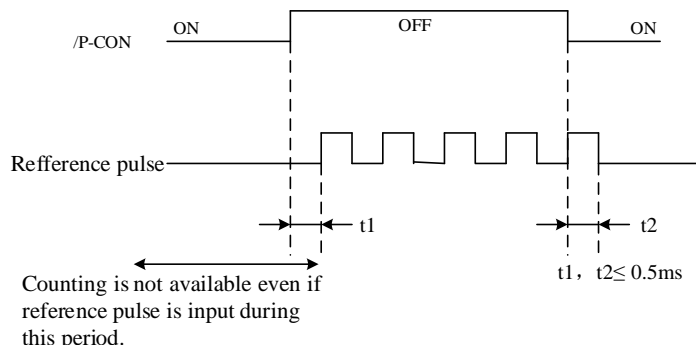 ON
OFF
ON
/P-CON
Refference pulse
t1
t2
t1，t2≤ 0.5ms
Counting is not available even if
reference pulse is input during
this period.